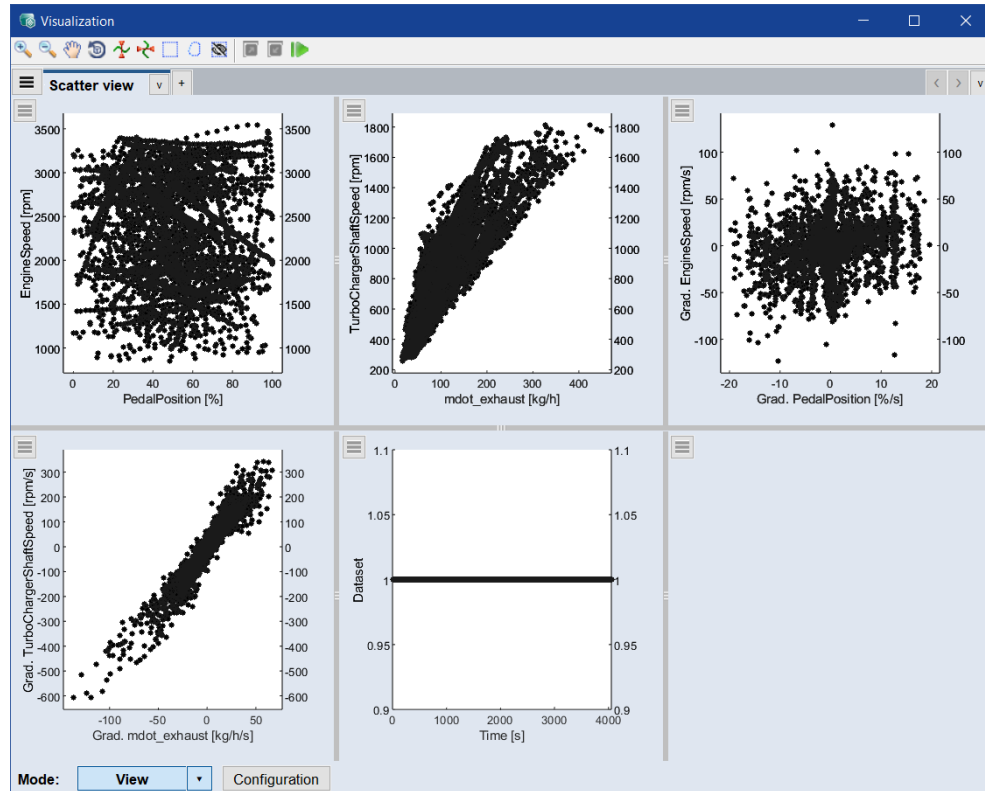 Visualization
Scatter view v +
< > v
EngineSpeed [rpm]
3500 3500
3000 3000
2500 2500
2000 2000
1500 1500
1000 1000
0 20 40 60 80 100
PedalPosition [%]
TurboChargerShaftSpeed [rpm]
1800 1800
1600 1600
1400 1400
1200 1200
1000 1000
800 800
600 600
400 400
200 200
0 100 200 300 400
mdot_exhaust [kg/h]
Grad. EngineSpeed [rpm/s]
100 100
50 50
0 0
-50 -50
-100 -100
-20 -10 0 10 20
Grad. PedalPosition [%/s]
Grad. TurboChargerShaftSpeed [rpm/s]
300 300
200 200
100 100
0 0
-100 -100
-200 -200
-300 -300
-400 -400
-500 -500
-600 -600
-100 -50 0 50
Grad. mdot_exhaust [kg/h/s]
Dataset
1.1 1.1
1.05 1.05
1 1
0.95 0.95
0.9 0.9
0 1000 2000 3000 4000
Time [s]
Mode: View Configuration